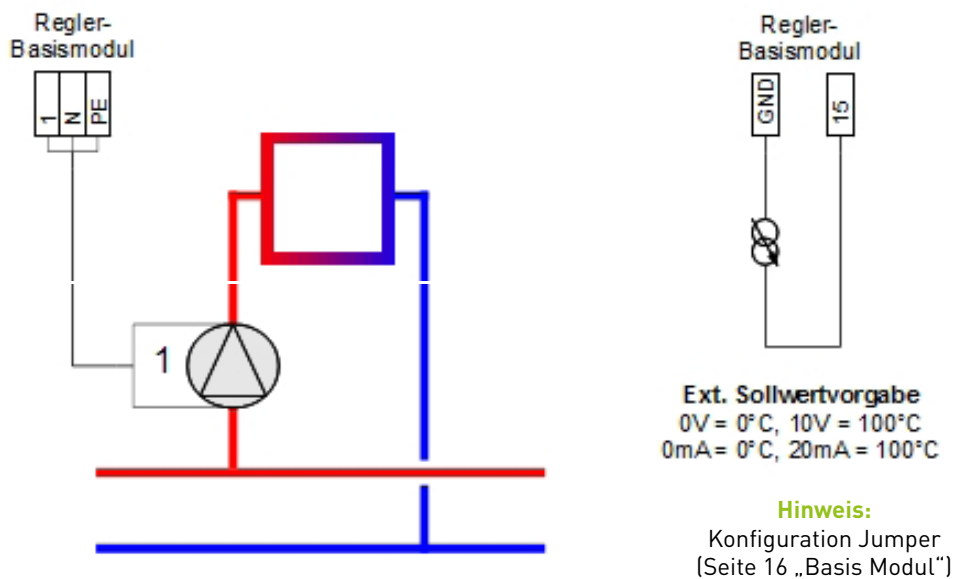 Regler-
Basismodul
1
N
PE
1
Regler-
Basismodul
GND
15
Ext. Sollwertvorgabe
0V = 0°C, 10V = 100°C
0mA = 0°C, 20mA = 100°C
Hinweis:
Konfiguration Jumper
(Seite 16 „Basis Modul“)